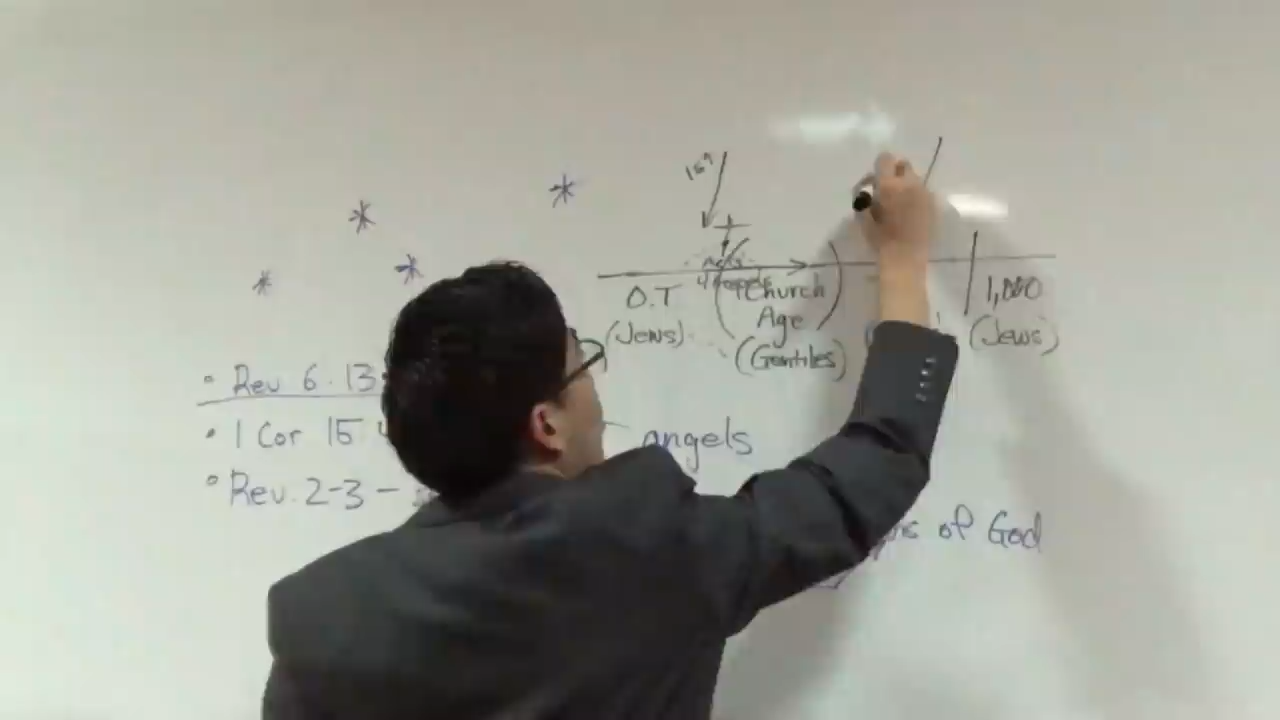 1st
O.T (Church 1,000
(Jews) Age (Jews)
(Gentiles)
• Rev 6:13
• 1 Cor 15
angels
• Rev. 2-3 -
of God